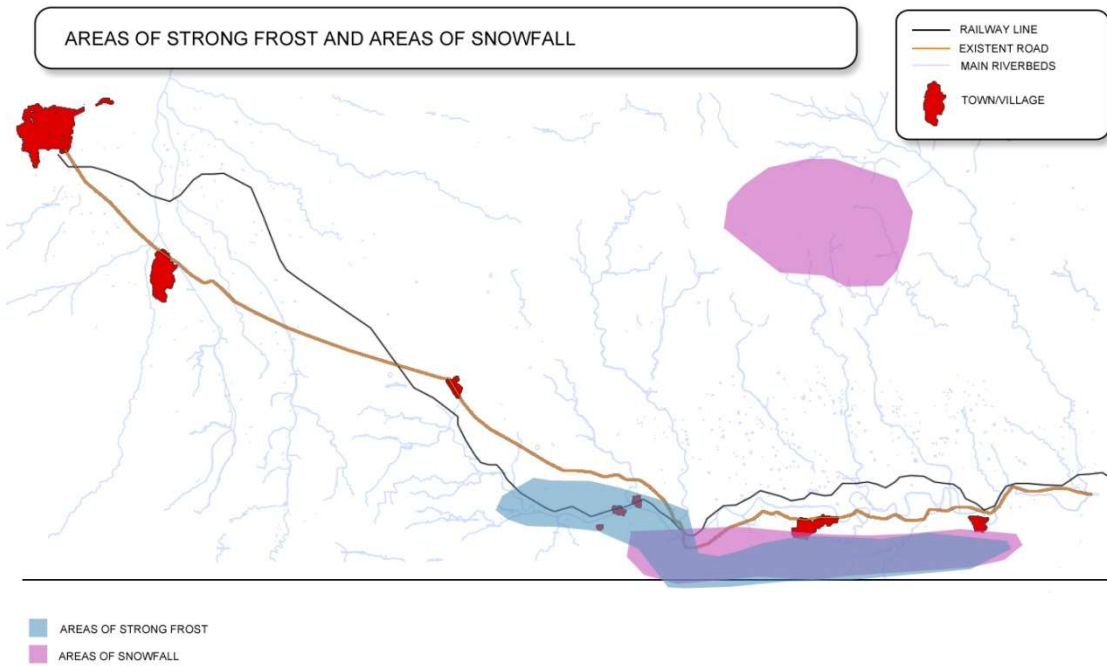 AREAS OF STRONG FROST AND AREAS OF SNOWFALL
RAILWAY LINE
EXISTENT ROAD
MAIN RIVERBEDS
TOWN/VILLAGE
AREAS OF STRONG FROST
AREAS OF SNOWFALL